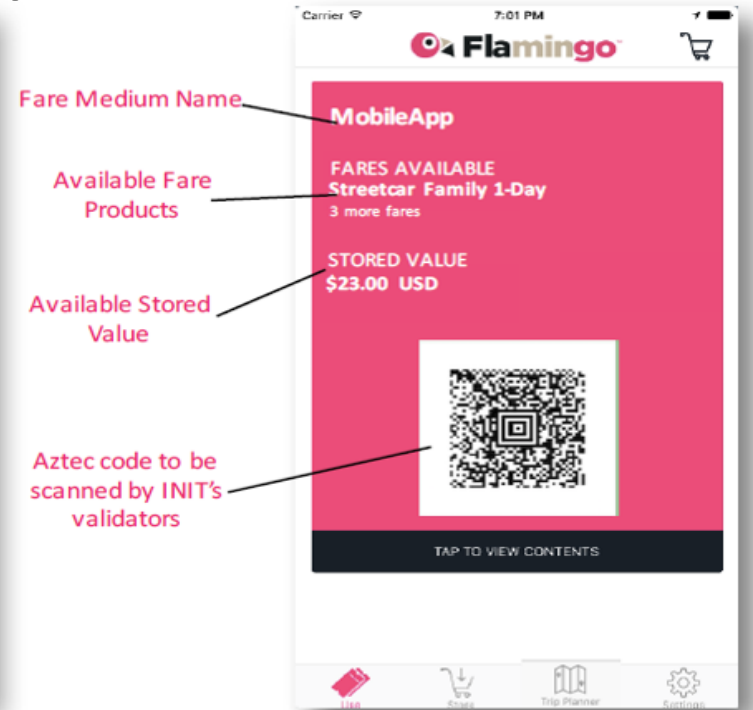 Carrier 7:01 PM
Flamingo
Fare Medium Name
MobileApp
Available Fare
Products
FARES AVAILABLE
Streetcar Family 1-Day
3 more fares
Available Stored
Value
STORED VALUE
$23.00 USD
Aztec code to be
scanned by INIT's
validators
TAP TO VIEW CONTENTS
Use
Store
Trip Planner
Settings